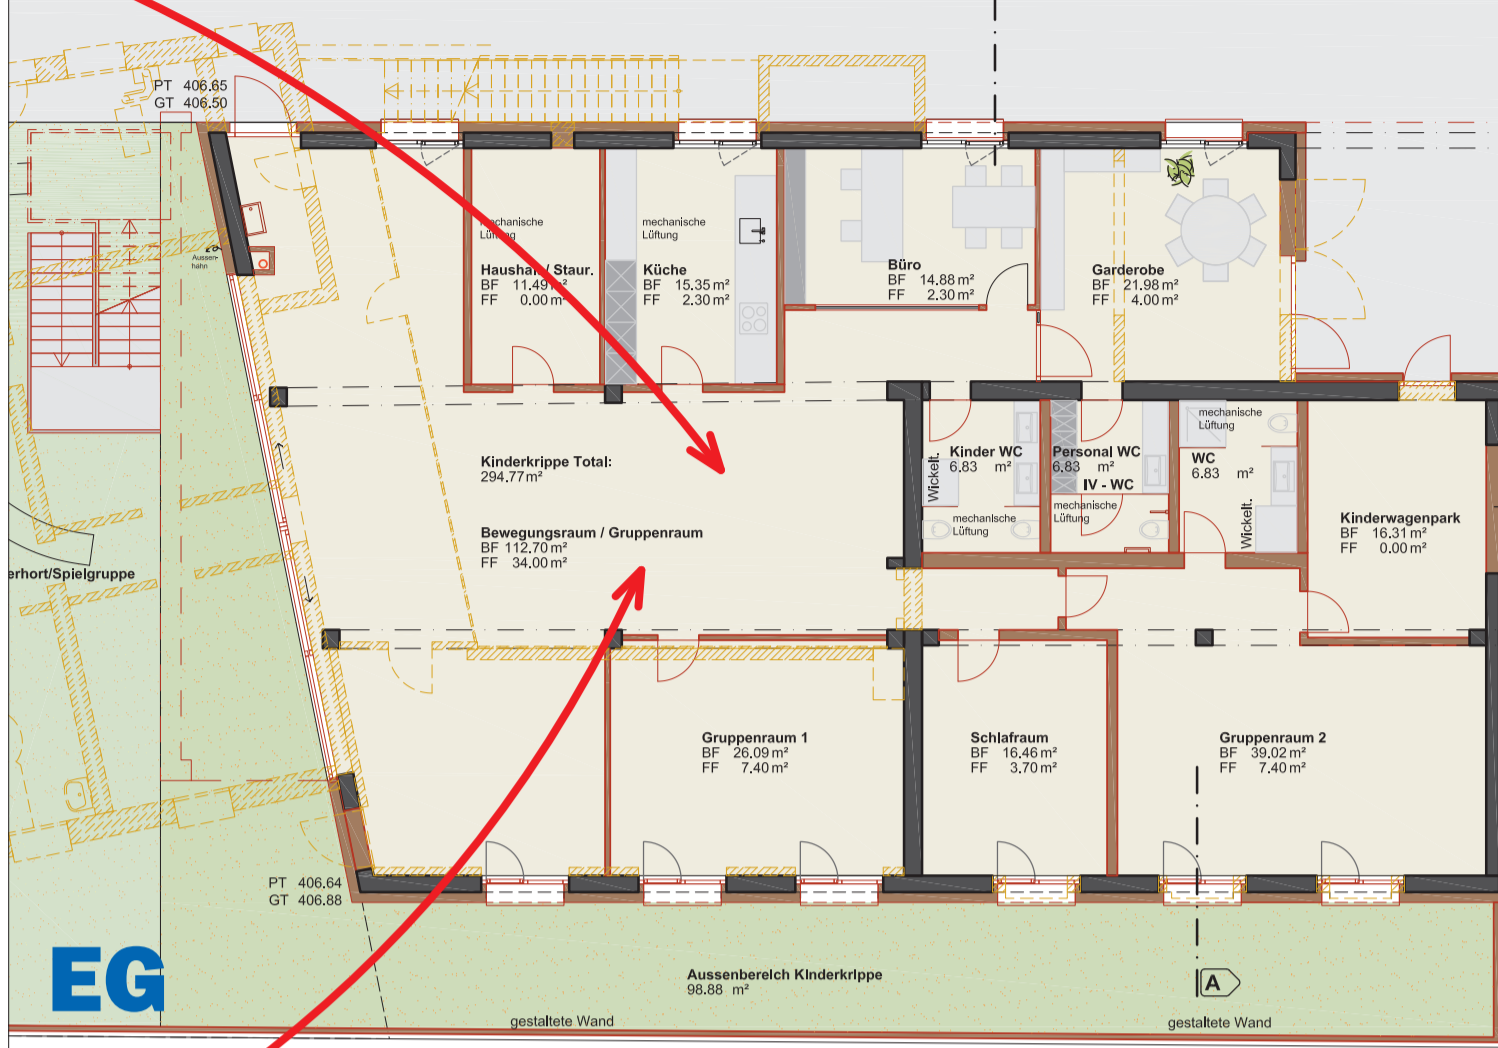 PT 406.65
GT 406.50
Aussen-
hahn
mechanische
Lüftung
Haushalt / Staur.
BF 11.49 m²
FF 0.00 m²
mechanische
Lüftung
Küche
BF 15.35 m²
FF 2.30 m²
Büro
BF 14.88 m²
FF 2.30 m²
Garderobe
BF 21.98 m²
FF 4.00 m²
Kinderkrippe Total:
294.77 m²
Bewegungsraum / Gruppenraum
BF 112.70 m²
FF 34.00 m²
Wickelt.
Kinder WC
6.83 m²
mechanische
Lüftung
Personal WC
6.83 m²
IV - WC
mechanische
Lüftung
mechanische
Lüftung
WC
6.83 m²
Wickelt.
Kinderwagenpark
BF 16.31 m²
FF 0.00 m²
erhort/Spielgruppe
Gruppenraum 1
BF 26.09 m²
FF 7.40 m²
Schlafraum
BF 16.46 m²
FF 3.70 m²
Gruppenraum 2
BF 39.02 m²
FF 7.40 m²
PT 406.64
GT 406.88
EG
Aussenbereich Kinderkrippe
98.88 m²
A
gestaltete Wand
gestaltete Wand